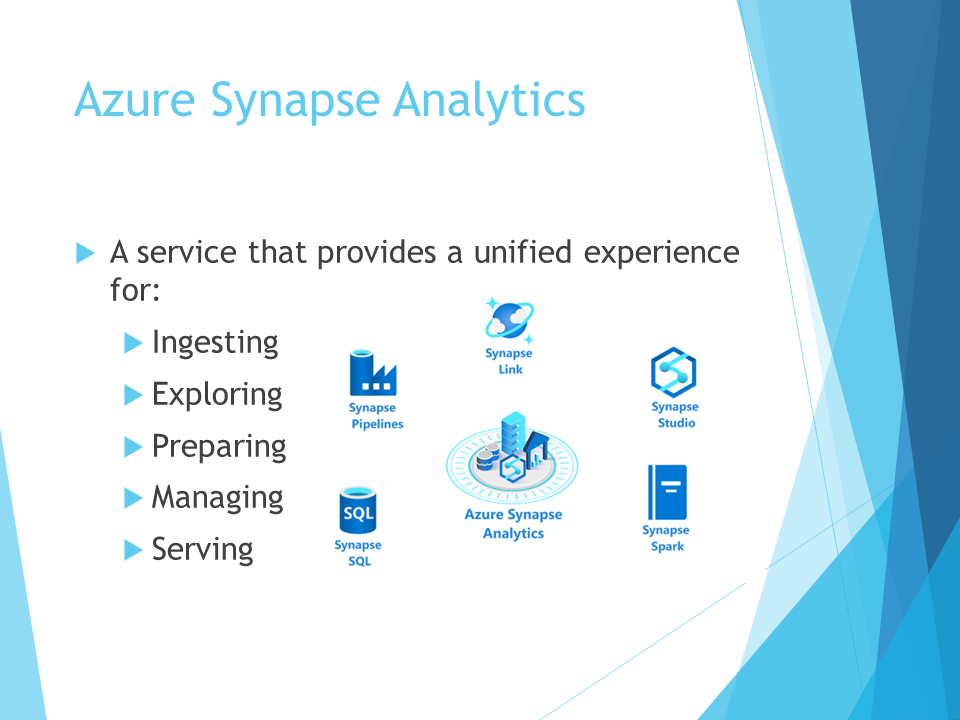 Azure Synapse Analytics
A service that provides a unified experience
for:
Ingesting
Exploring
Preparing
Managing
Serving
Synapse
Link
Synapse
Pipelines
Synapse
Studio
SQL
Synapse
SQL
Azure Synapse
Analytics
Synapse
Spark